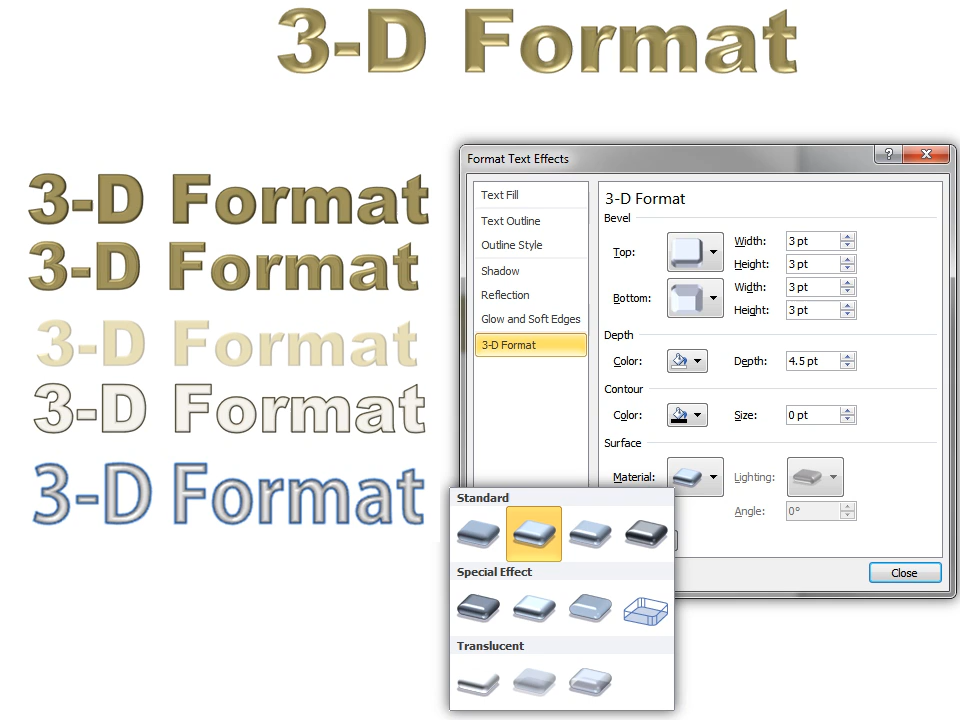 3-D Format
3-D Format
3-D Format
3-D Format
3-D Format
3-D Format
Format Text Effects
?
Text Fill
Text Outline
Outline Style
Shadow
Reflection
Glow and Soft Edges
3-D Format
3-D Format
Bevel
Top:
Width: 3 pt
Height: 3 pt
Bottom:
Width: 3 pt
Height: 3 pt
Depth
Color:
Depth: 4.5 pt
Contour
Color:
Size: 0 pt
Surface
Material:
Lighting:
Angle: 0°
Close
Standard
Special Effect
Translucent